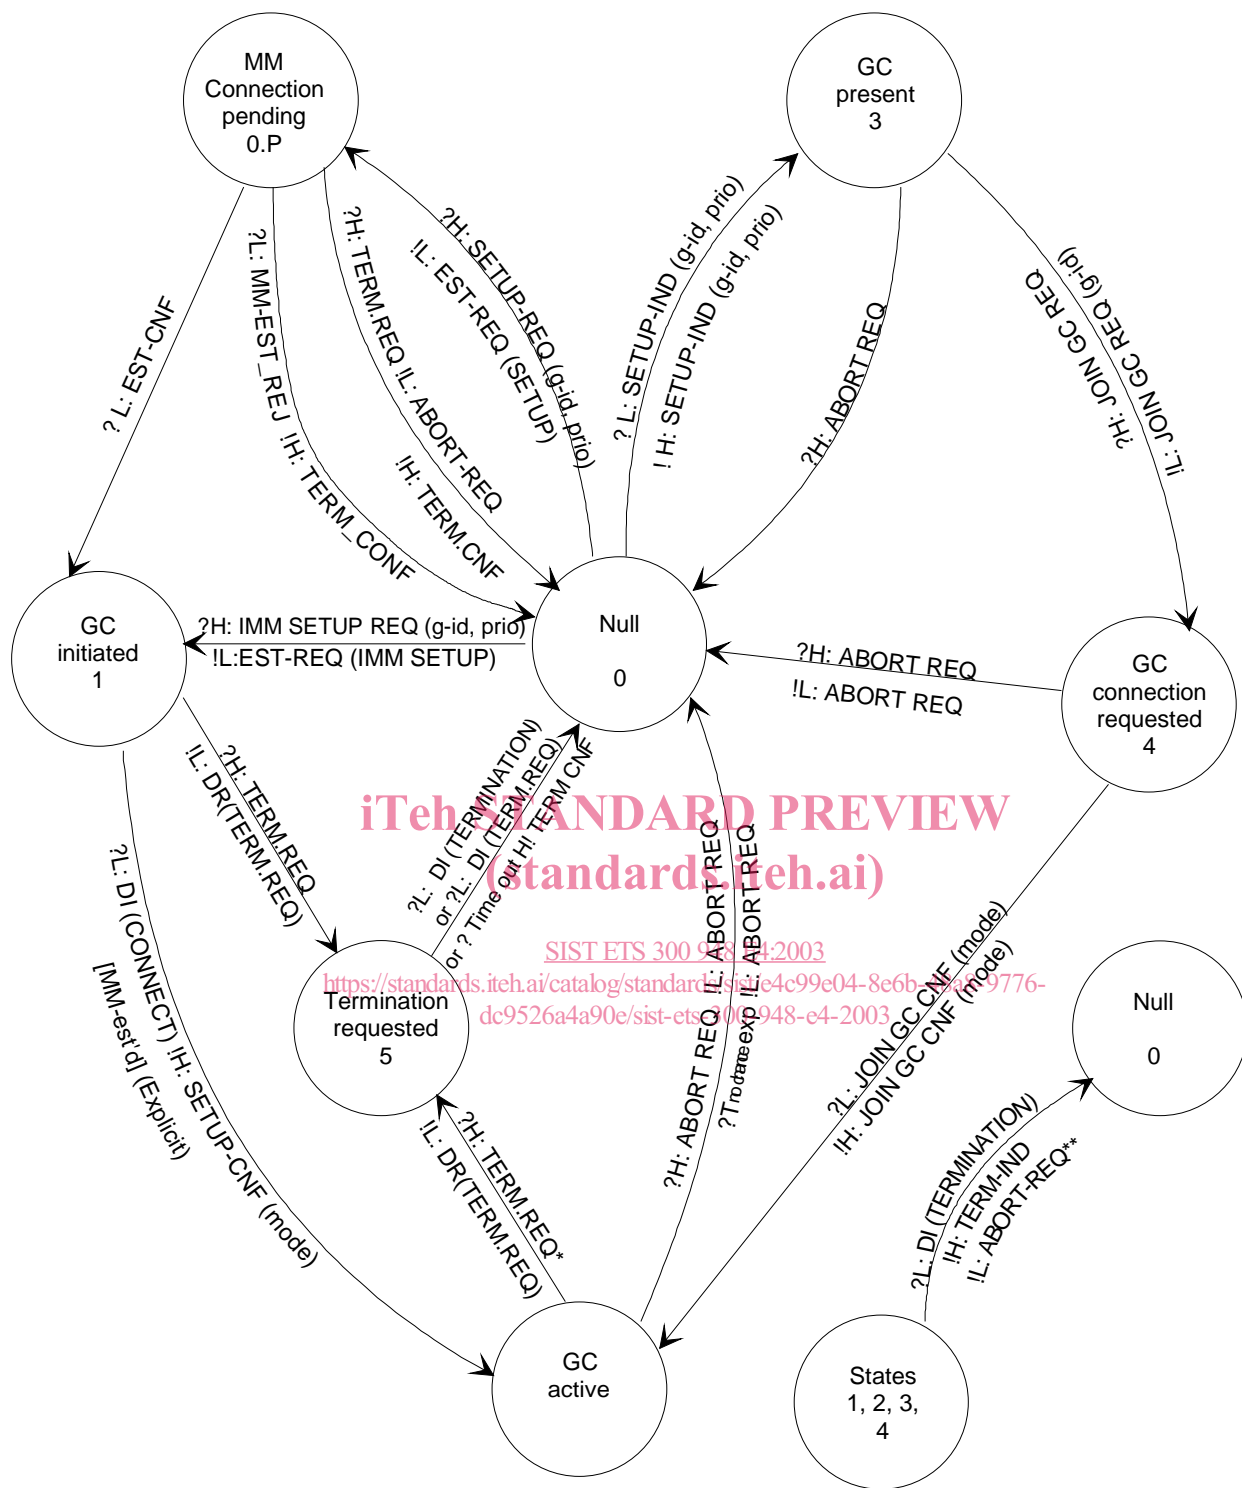 MM
Connection
pending
0.P
GC
present
3
? L: EST-CNF
?L: MM-EST_REJ !H: TERM_CONF
?H: TERM.REQ !L: ABORT-REQ
!H: TERM.CNF
?H: SETUP-REQ (g-id, prio)
!L: EST-REQ (SETUP)
? L: SETUP-IND (g-id, prio)
! H: SETUP-IND (g-id, prio)
?H: ABORT REQ
!L: JOIN GC REQ (g-id)
?H: JOIN GC REQ
GC
initiated
1
?H: IMM SETUP REQ (g-id, prio)
!L:EST-REQ (IMM SETUP)
Null
0
?H: ABORT REQ
!L: ABORT REQ
GC
connection
requested
4
?H: TERM.REQ
!L: DR(TERM.REQ)
?L: DI (TERMINATION)
or ?L: DI (TERM.REQ)
or ? Time out H! TERM CNF
iTeh STANDARD PREVIEW
(standards.iteh.ai)
SIST ETS 300 948 E4:2003
https://standards.iteh.ai/catalog/standards/sist/e4c99e04-8e6b-48a8-9776-
dc9526a4a90e/sist-ets-300-948-e4-2003
?L: DI (CONNECT) !H: SETUP-CNF (mode)
[MM-est'd] (Explicit)
Termination
requested
5
?H: TERM.REQ*
!L: DR(TERM.REQ)
?H: ABORT REQ !L: ABORT REQ
exp !L: ABORT REQ
?L: JOIN GC CNF (mode)
!H: JOIN GC CNF (mode)
Null
0
?L: DI (TERMINATION)
!H: TERM-IND
!L: ABORT-REQ**
GC
active
States
1, 2, 3,
4